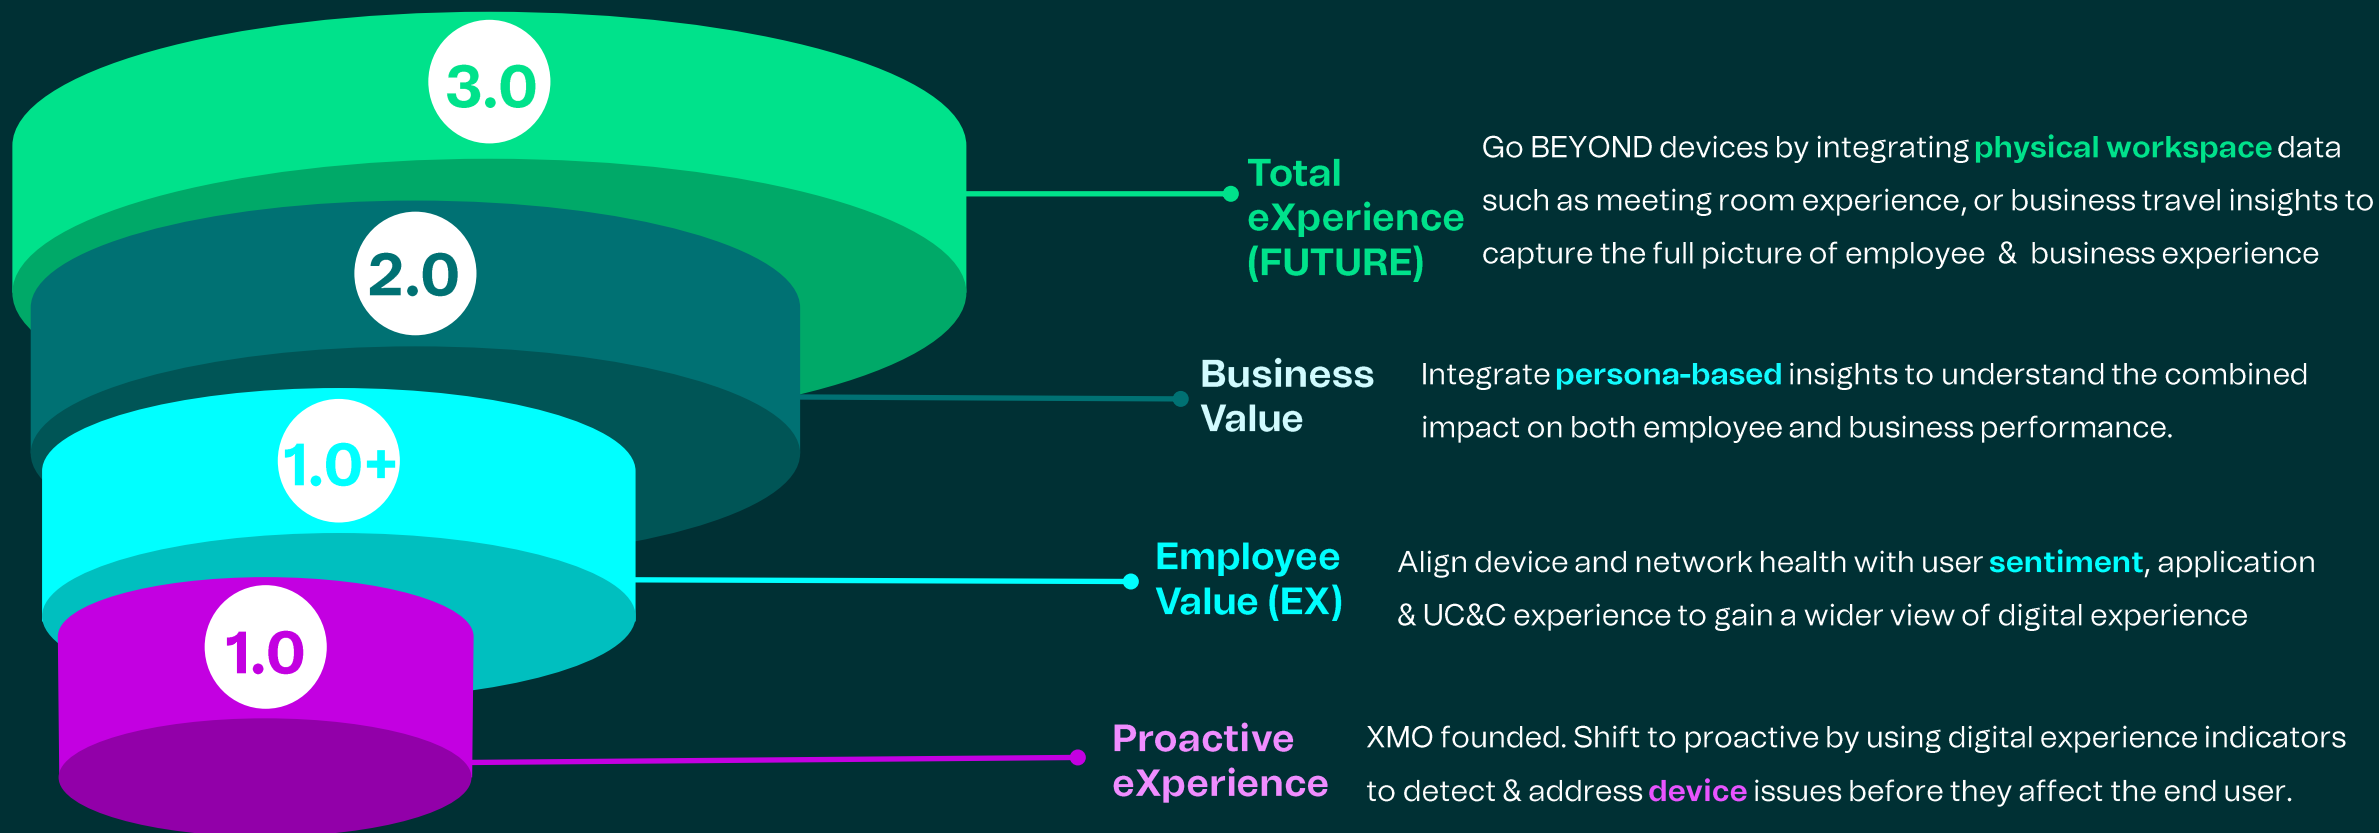 3.0
Total
eXperience
(FUTURE)
Go BEYOND devices by integrating physical workspace data
such as meeting room experience, or business travel insights to
capture the full picture of employee & business experience
2.0
Business
Value
Integrate persona-based insights to understand the combined
impact on both employee and business performance.
1.0+
Employee
Value (EX)
Align device and network health with user sentiment, application
& UC&C experience to gain a wider view of digital experience
1.0
Proactive
eXperience
XMO founded. Shift to proactive by using digital experience indicators
to detect & address device issues before they affect the end user.